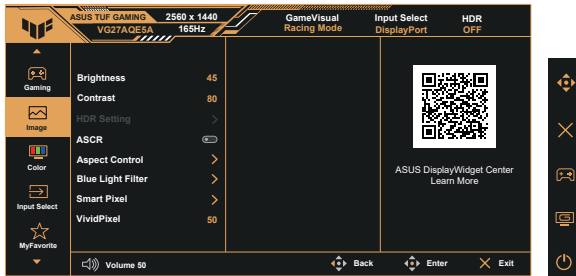 ASUS TUF GAMING 2560 x 1440
VG27AQE5A 165Hz
GameVisual
Racing Mode
Input Select
DisplayPort
HDR
OFF
Gaming
Image
Color
Input Select
MyFavorite
Brightness 45
Contrast 80
HDR Setting
ASCR
Aspect Control
Blue Light Filter
Smart Pixel
VividPixel 50
ASUS DisplayWidget Center
Learn More
Volume 50
Back
Enter
Exit